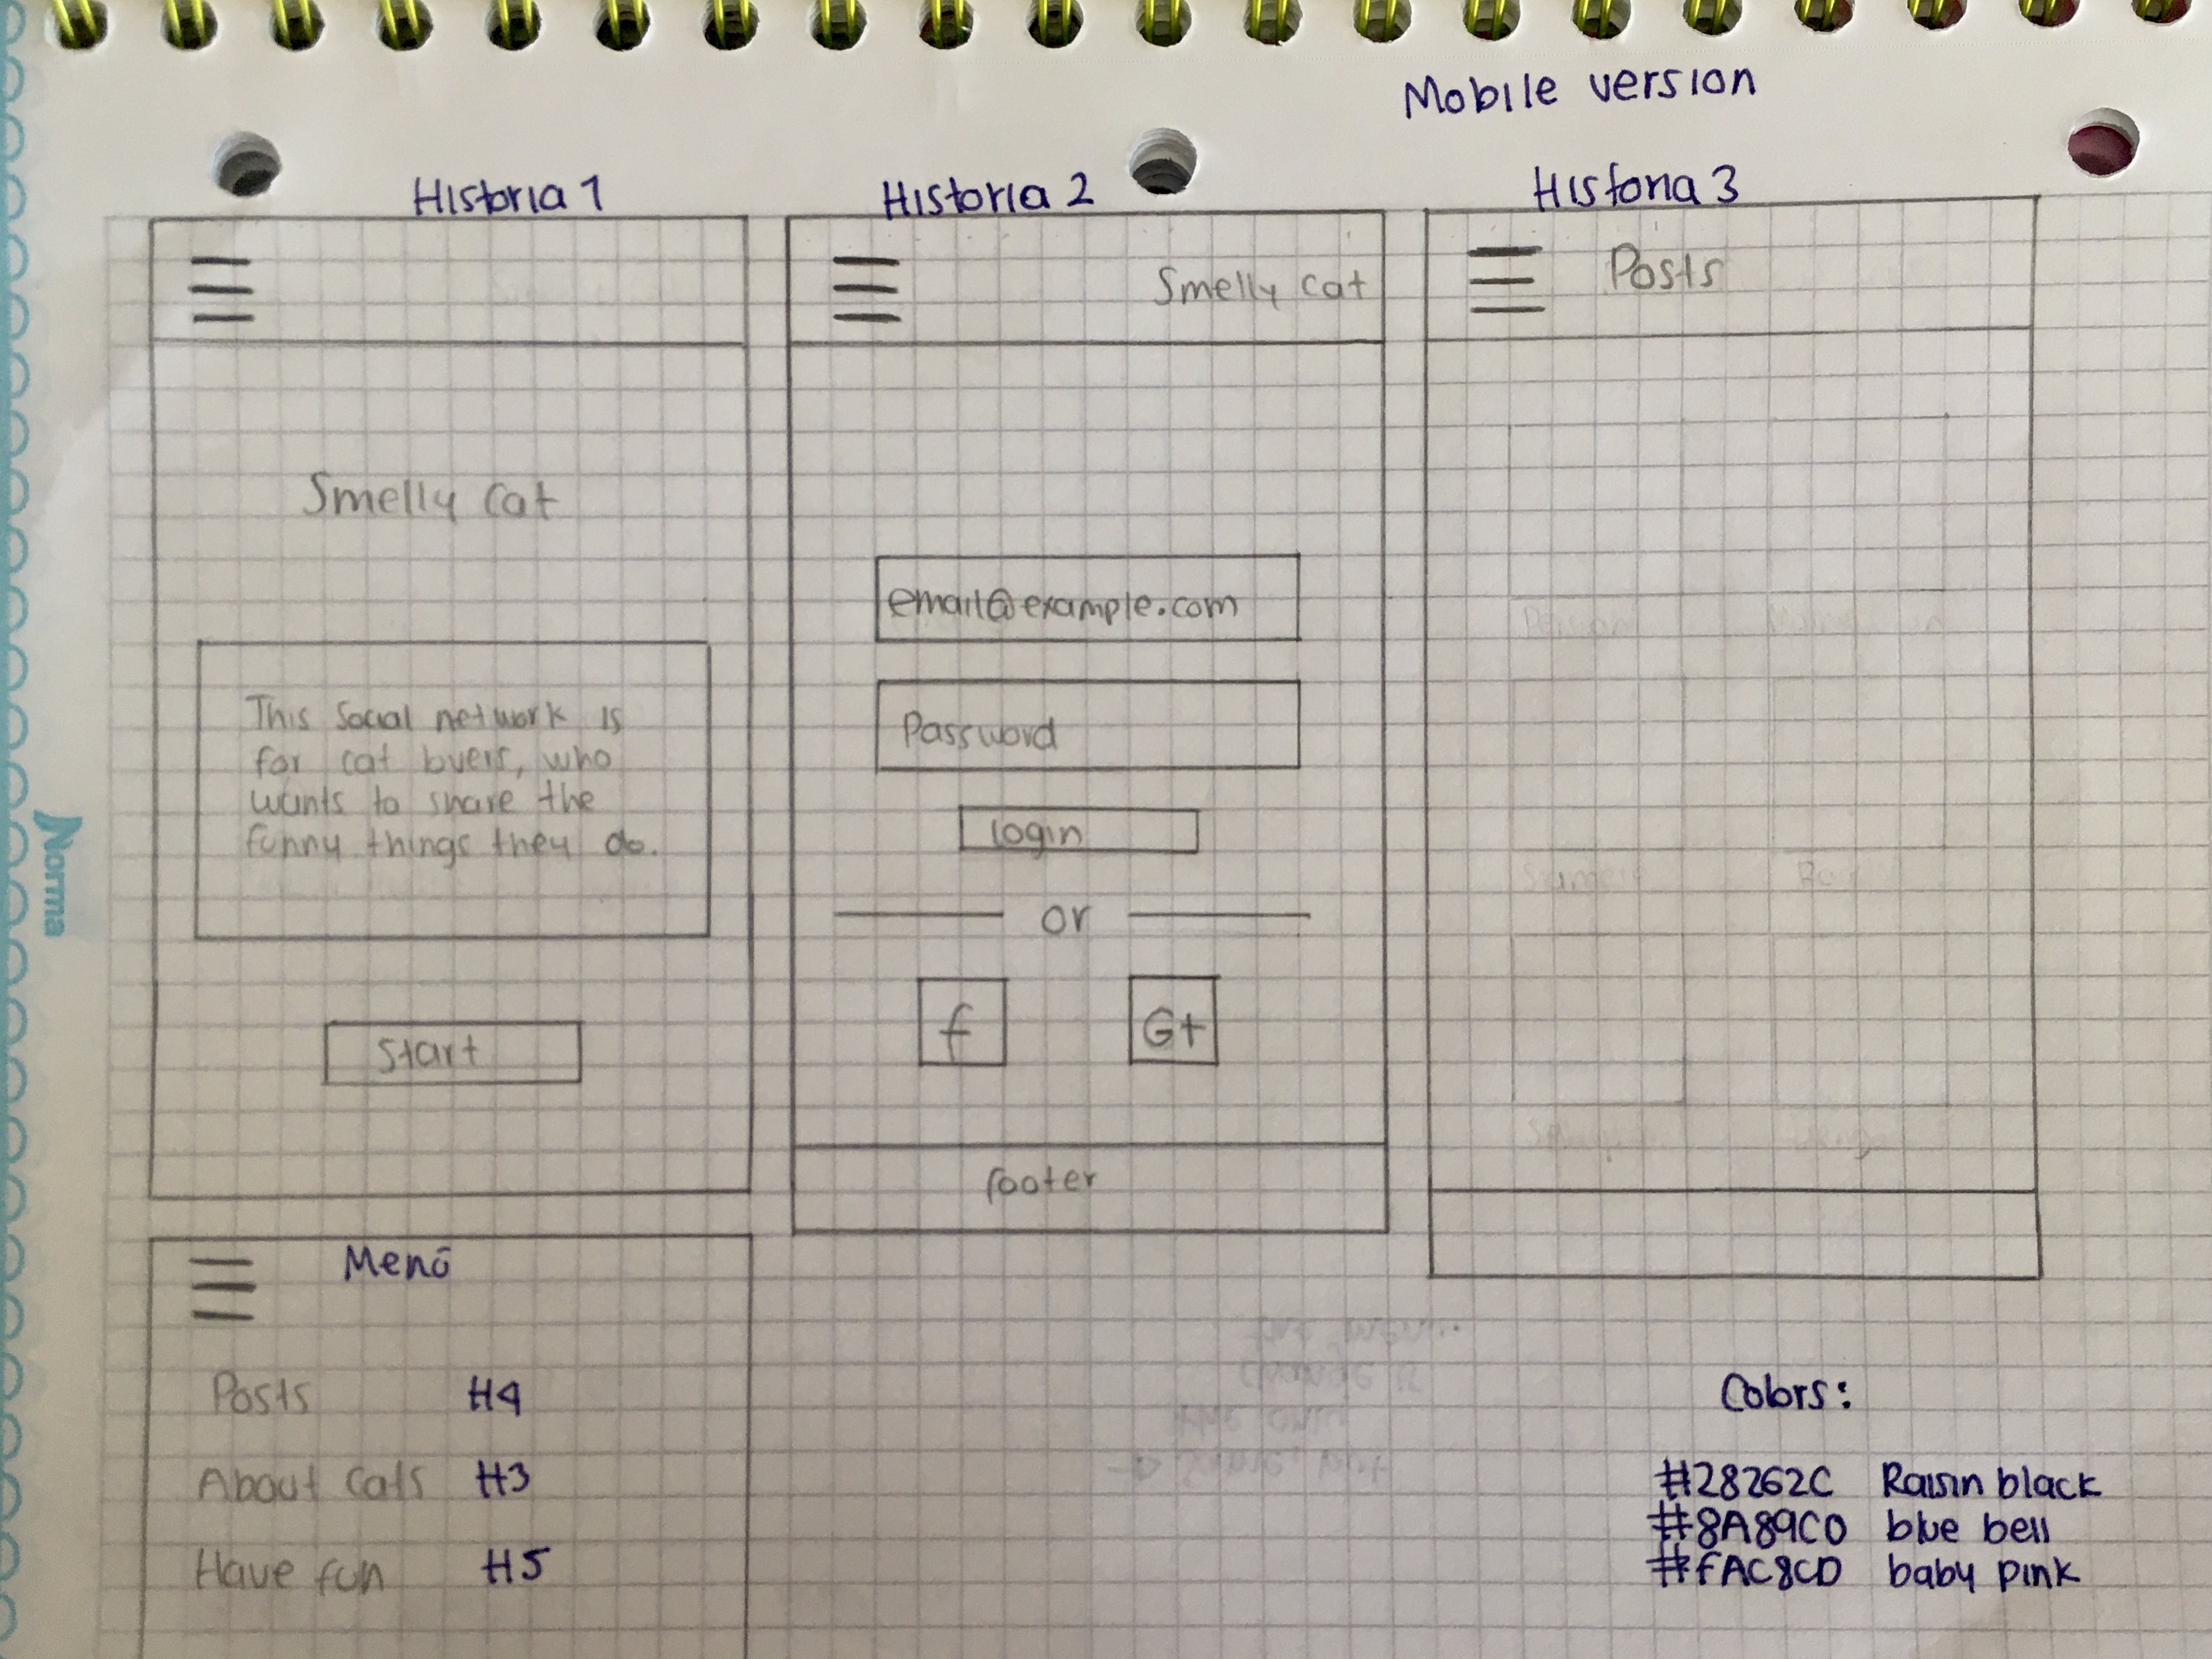 Mobile version
Historia 1
Smelly cat
This Social network is
for cat lovers, who
wants to share the
funny things they do.
Start
Historia 2
Smelly cat
email@example.com
Password
login
or
f
G+
footer
Historia 3
Posts
Menú
Posts H4
About cats H3
Have fun H5
Colors:
#28262C Raisin black
#8A89C0 blue bell
#fAC8CD baby pink
Norma